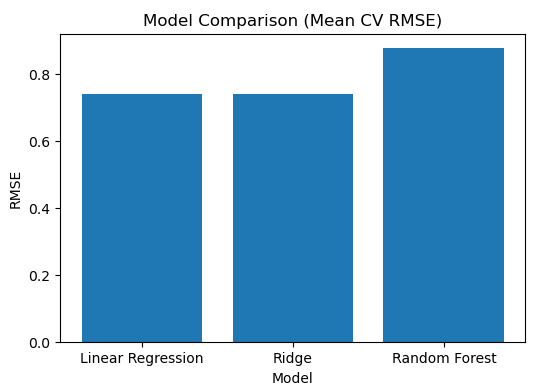 Model Comparison (Mean CV RMSE)
RMSE
0.8
0.6
0.4
0.2
0.0
Linear Regression
Ridge
Random Forest
Model